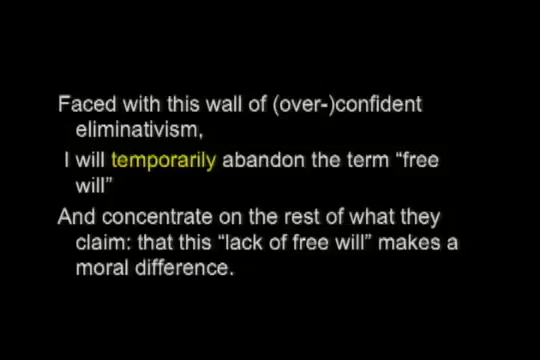 Faced with this wall of (over-)confident
eliminativism,
I will temporarily abandon the term “free
will”
And concentrate on the rest of what they
claim: that this “lack of free will” makes a
moral difference.